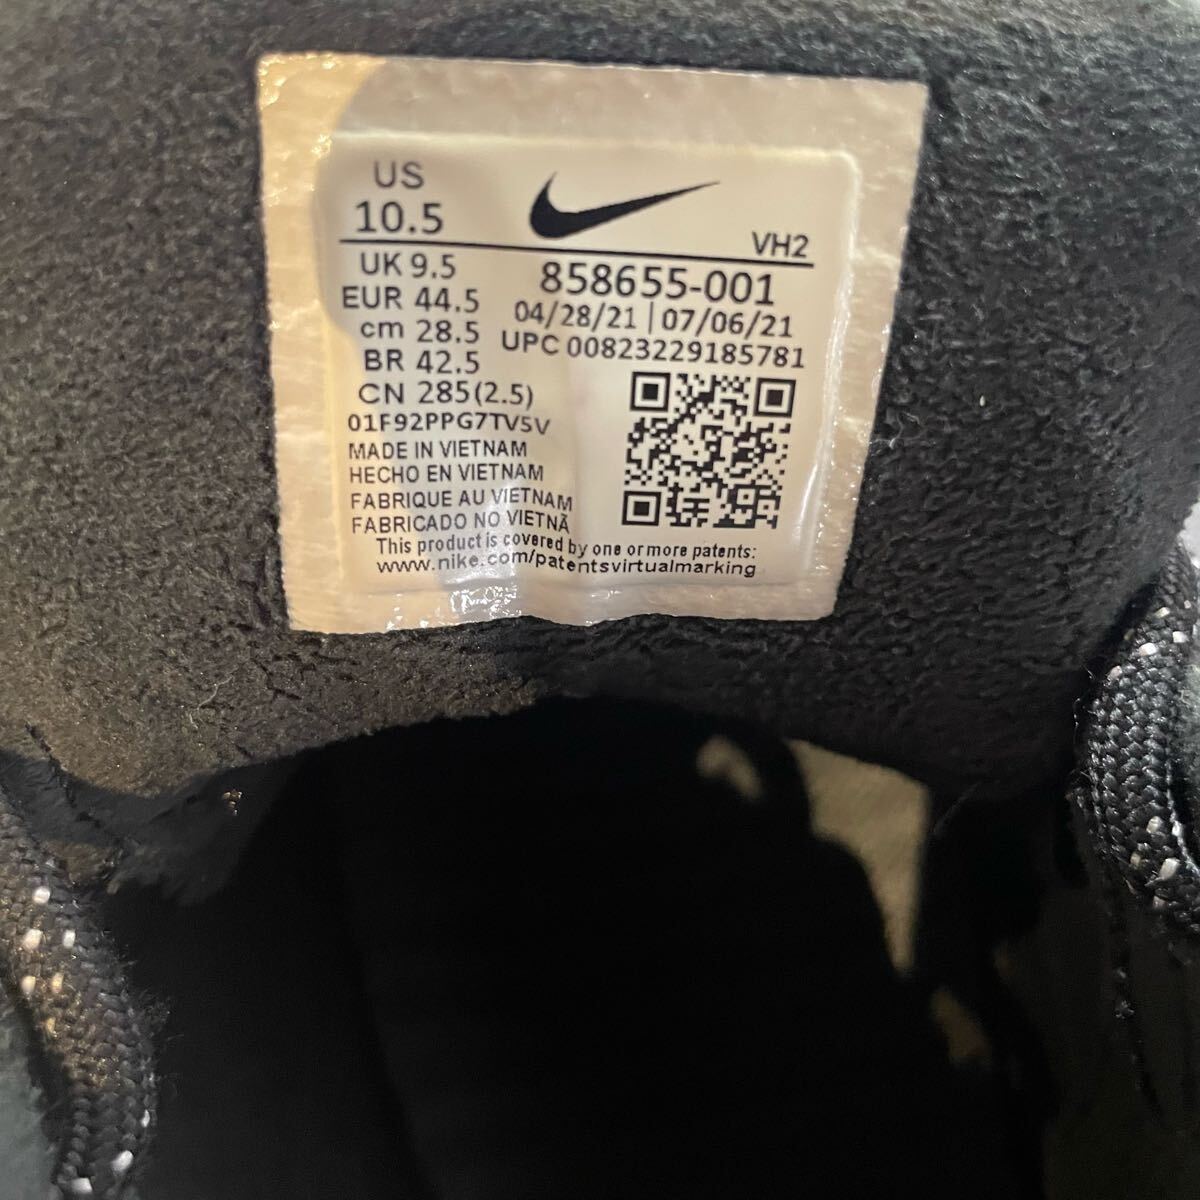 US
10.5
VH2
UK 9.5
EUR 44.5
cm 28.5
BR 42.5
CN 285(2.5)
858655-001
04/28/21 | 07/06/21
UPC 00823229185781
01F92PPG7TV5V
MADE IN VIETNAM
HECHO EN VIETNAM
FABRIQUE AU VIETNAM
FABRICADO NO VIETNÃ
This product is covered by one or more patents:
www.nike.com/patentsvirtualmarking